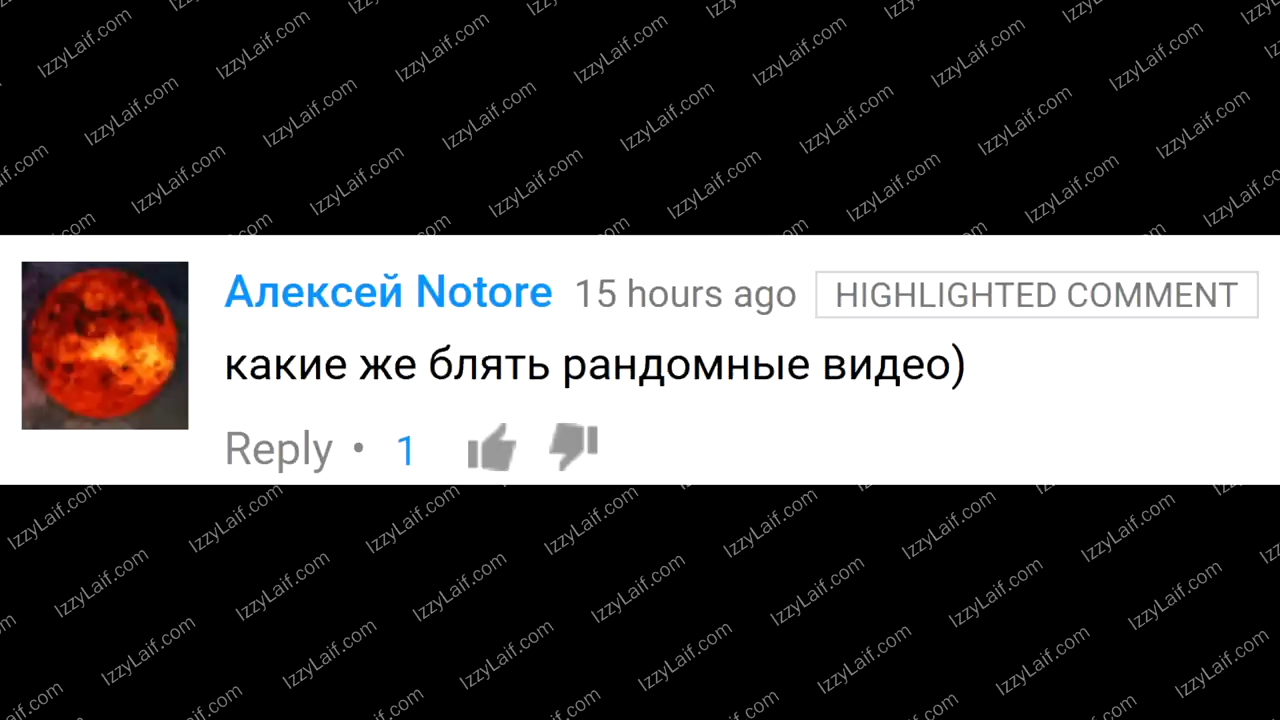 IzzyLaif.com
Алексей Notore 15 hours ago HIGHLIGHTED COMMENT
какие же блять рандомные видео)
Reply • 1